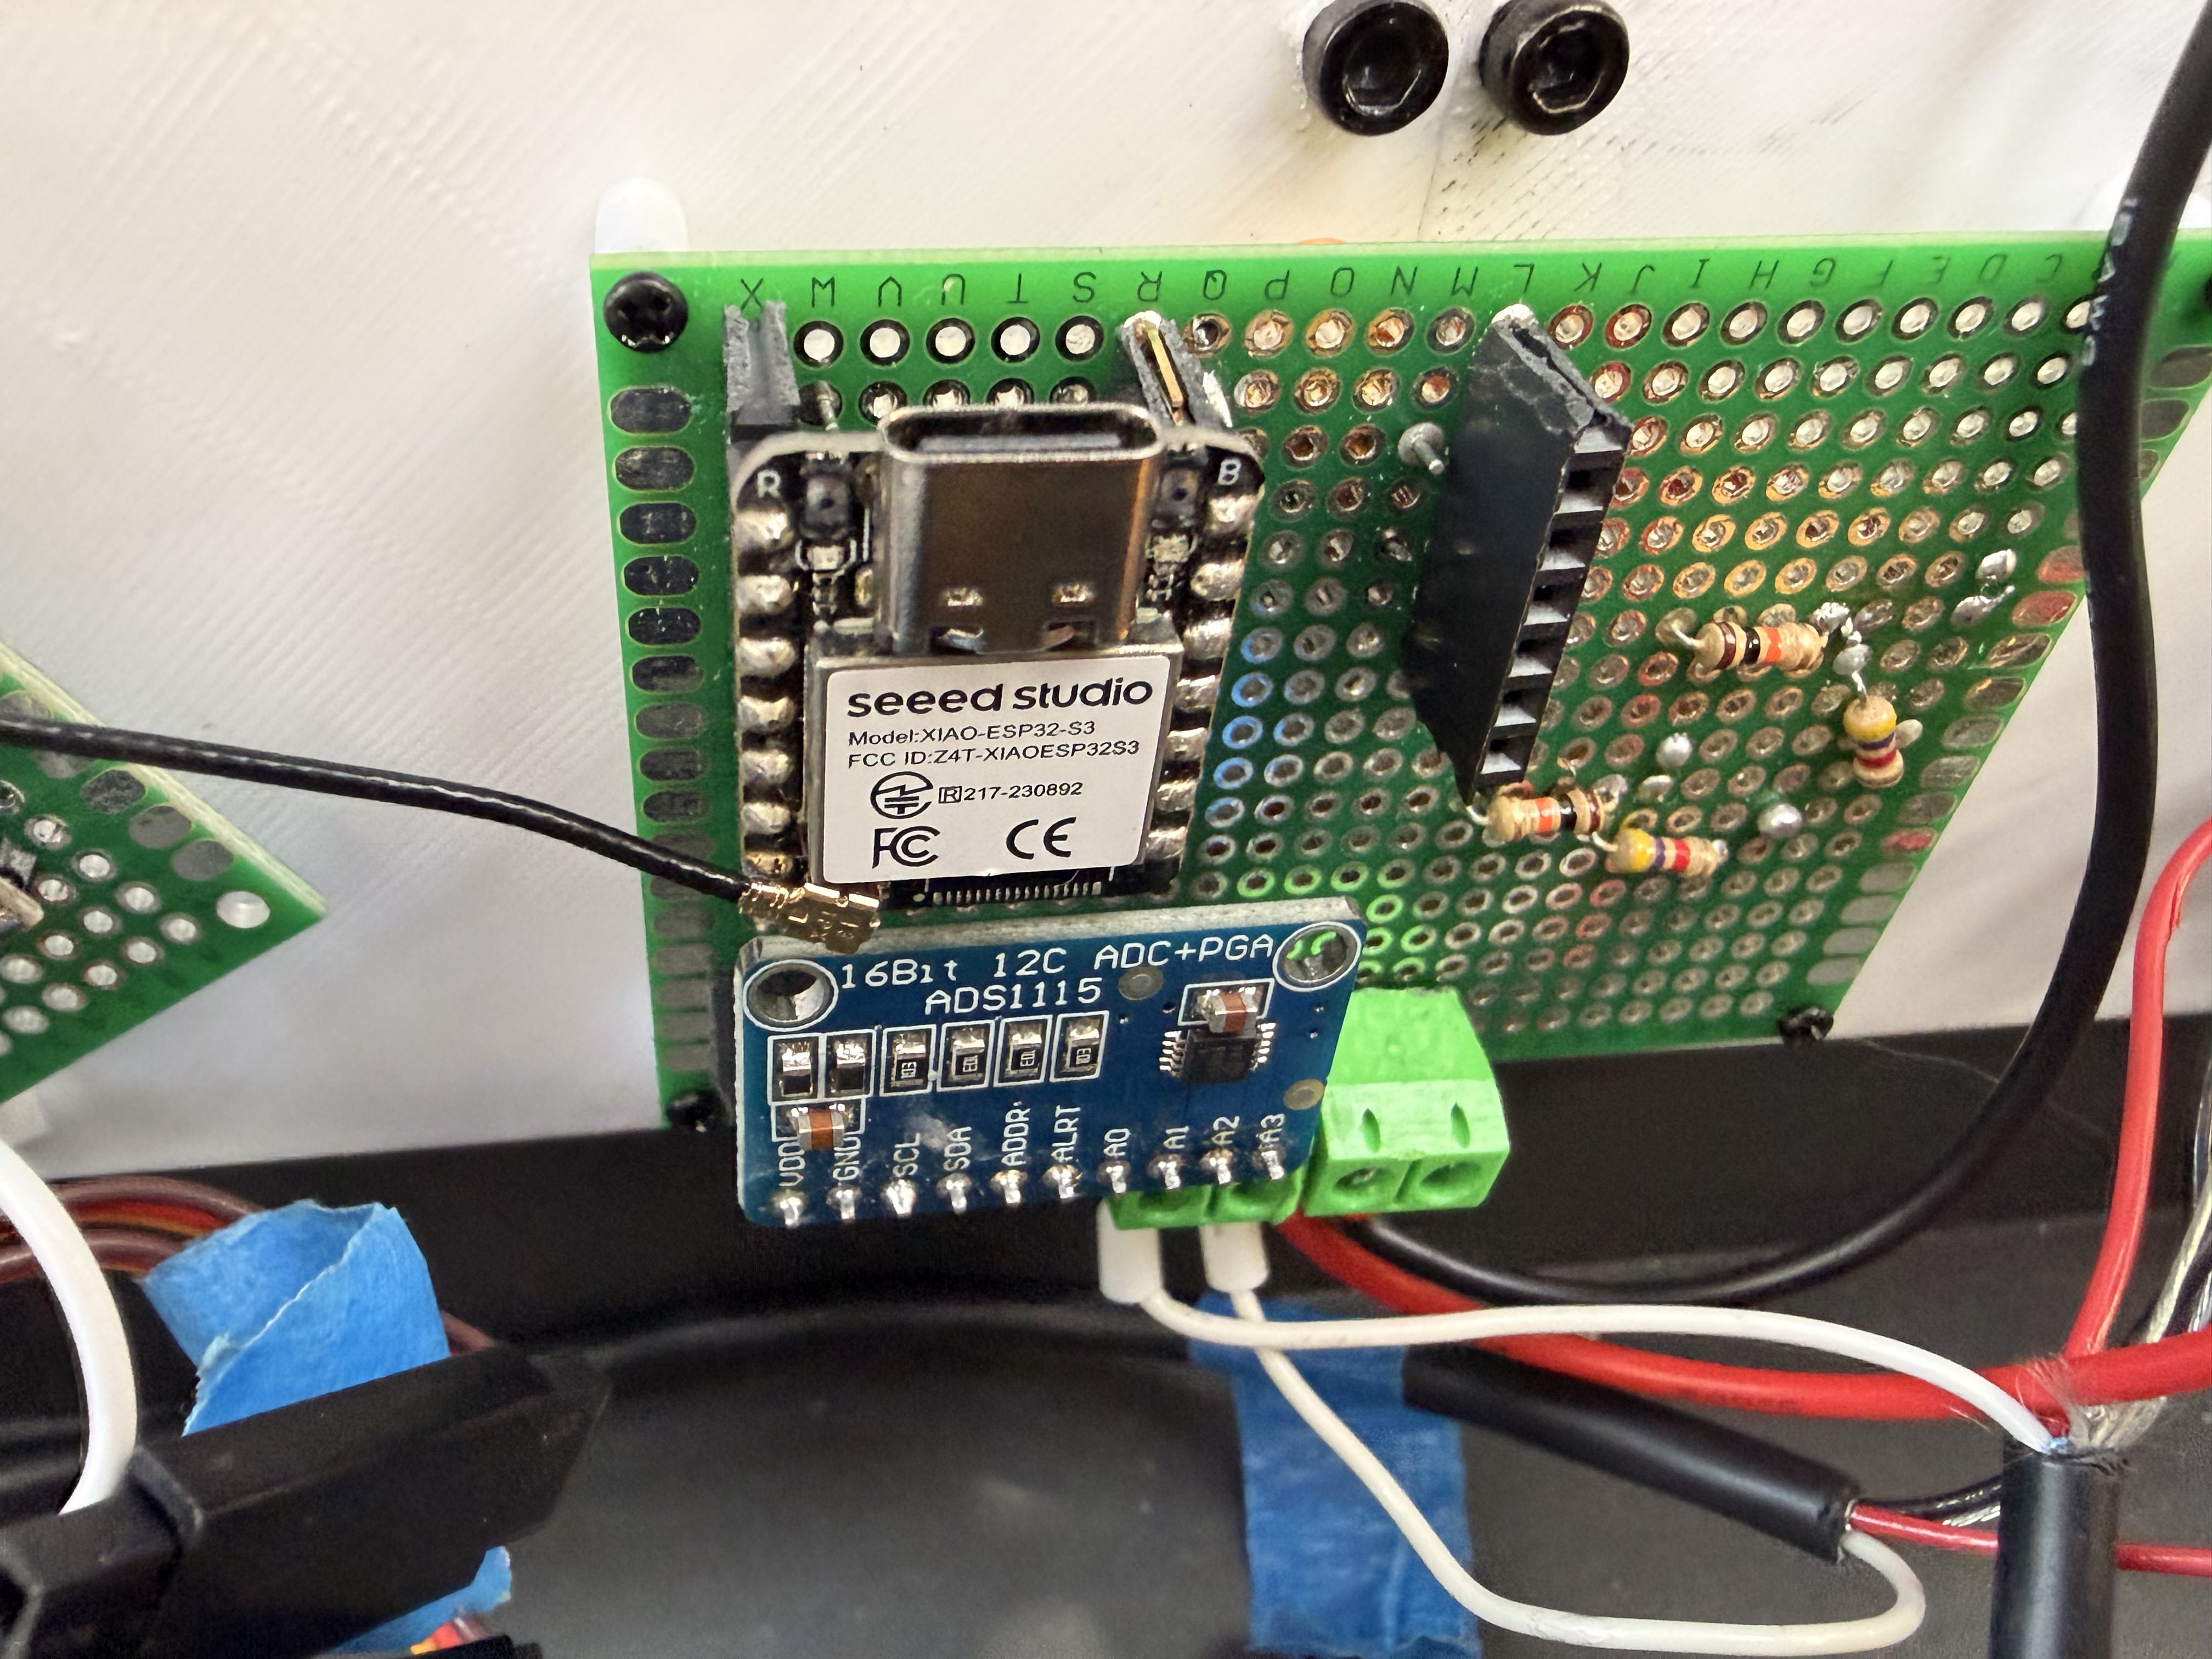 X W V U T S R Q P O N M L K J I H G F E D C
R B
seeed studio
Model:XIAO-ESP32-S3
FCC ID:Z4T-XIAOESP32S3
R 217-230892
FC CE
16Bit I2C ADC+PGA
ADS1115
VDD GND SCL SDA ADDR ALRT A0 A1 A2 A3